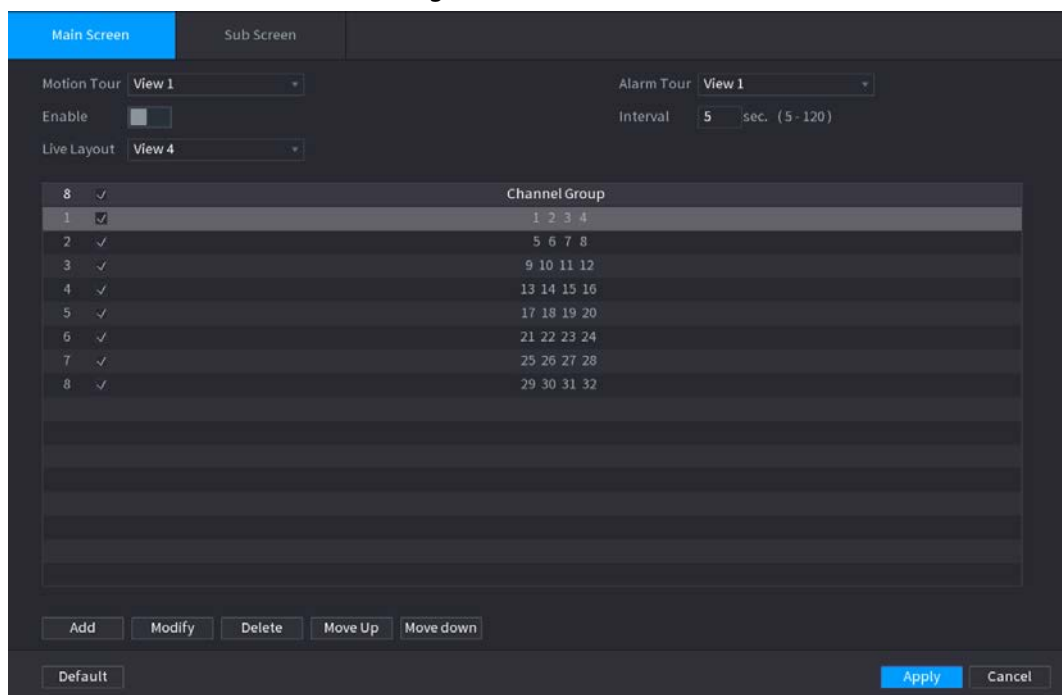 Main Screen Sub Screen
Motion Tour View 1 Alarm Tour View 1
Enable Interval 5 sec. (5-120)
Live Layout View 4
8 Channel Group
1 1 2 3 4
2 5 6 7 8
3 9 10 11 12
4 13 14 15 16
5 17 18 19 20
6 21 22 23 24
7 25 26 27 28
8 29 30 31 32
Add Modify Delete Move Up Move down
Default Apply Cancel